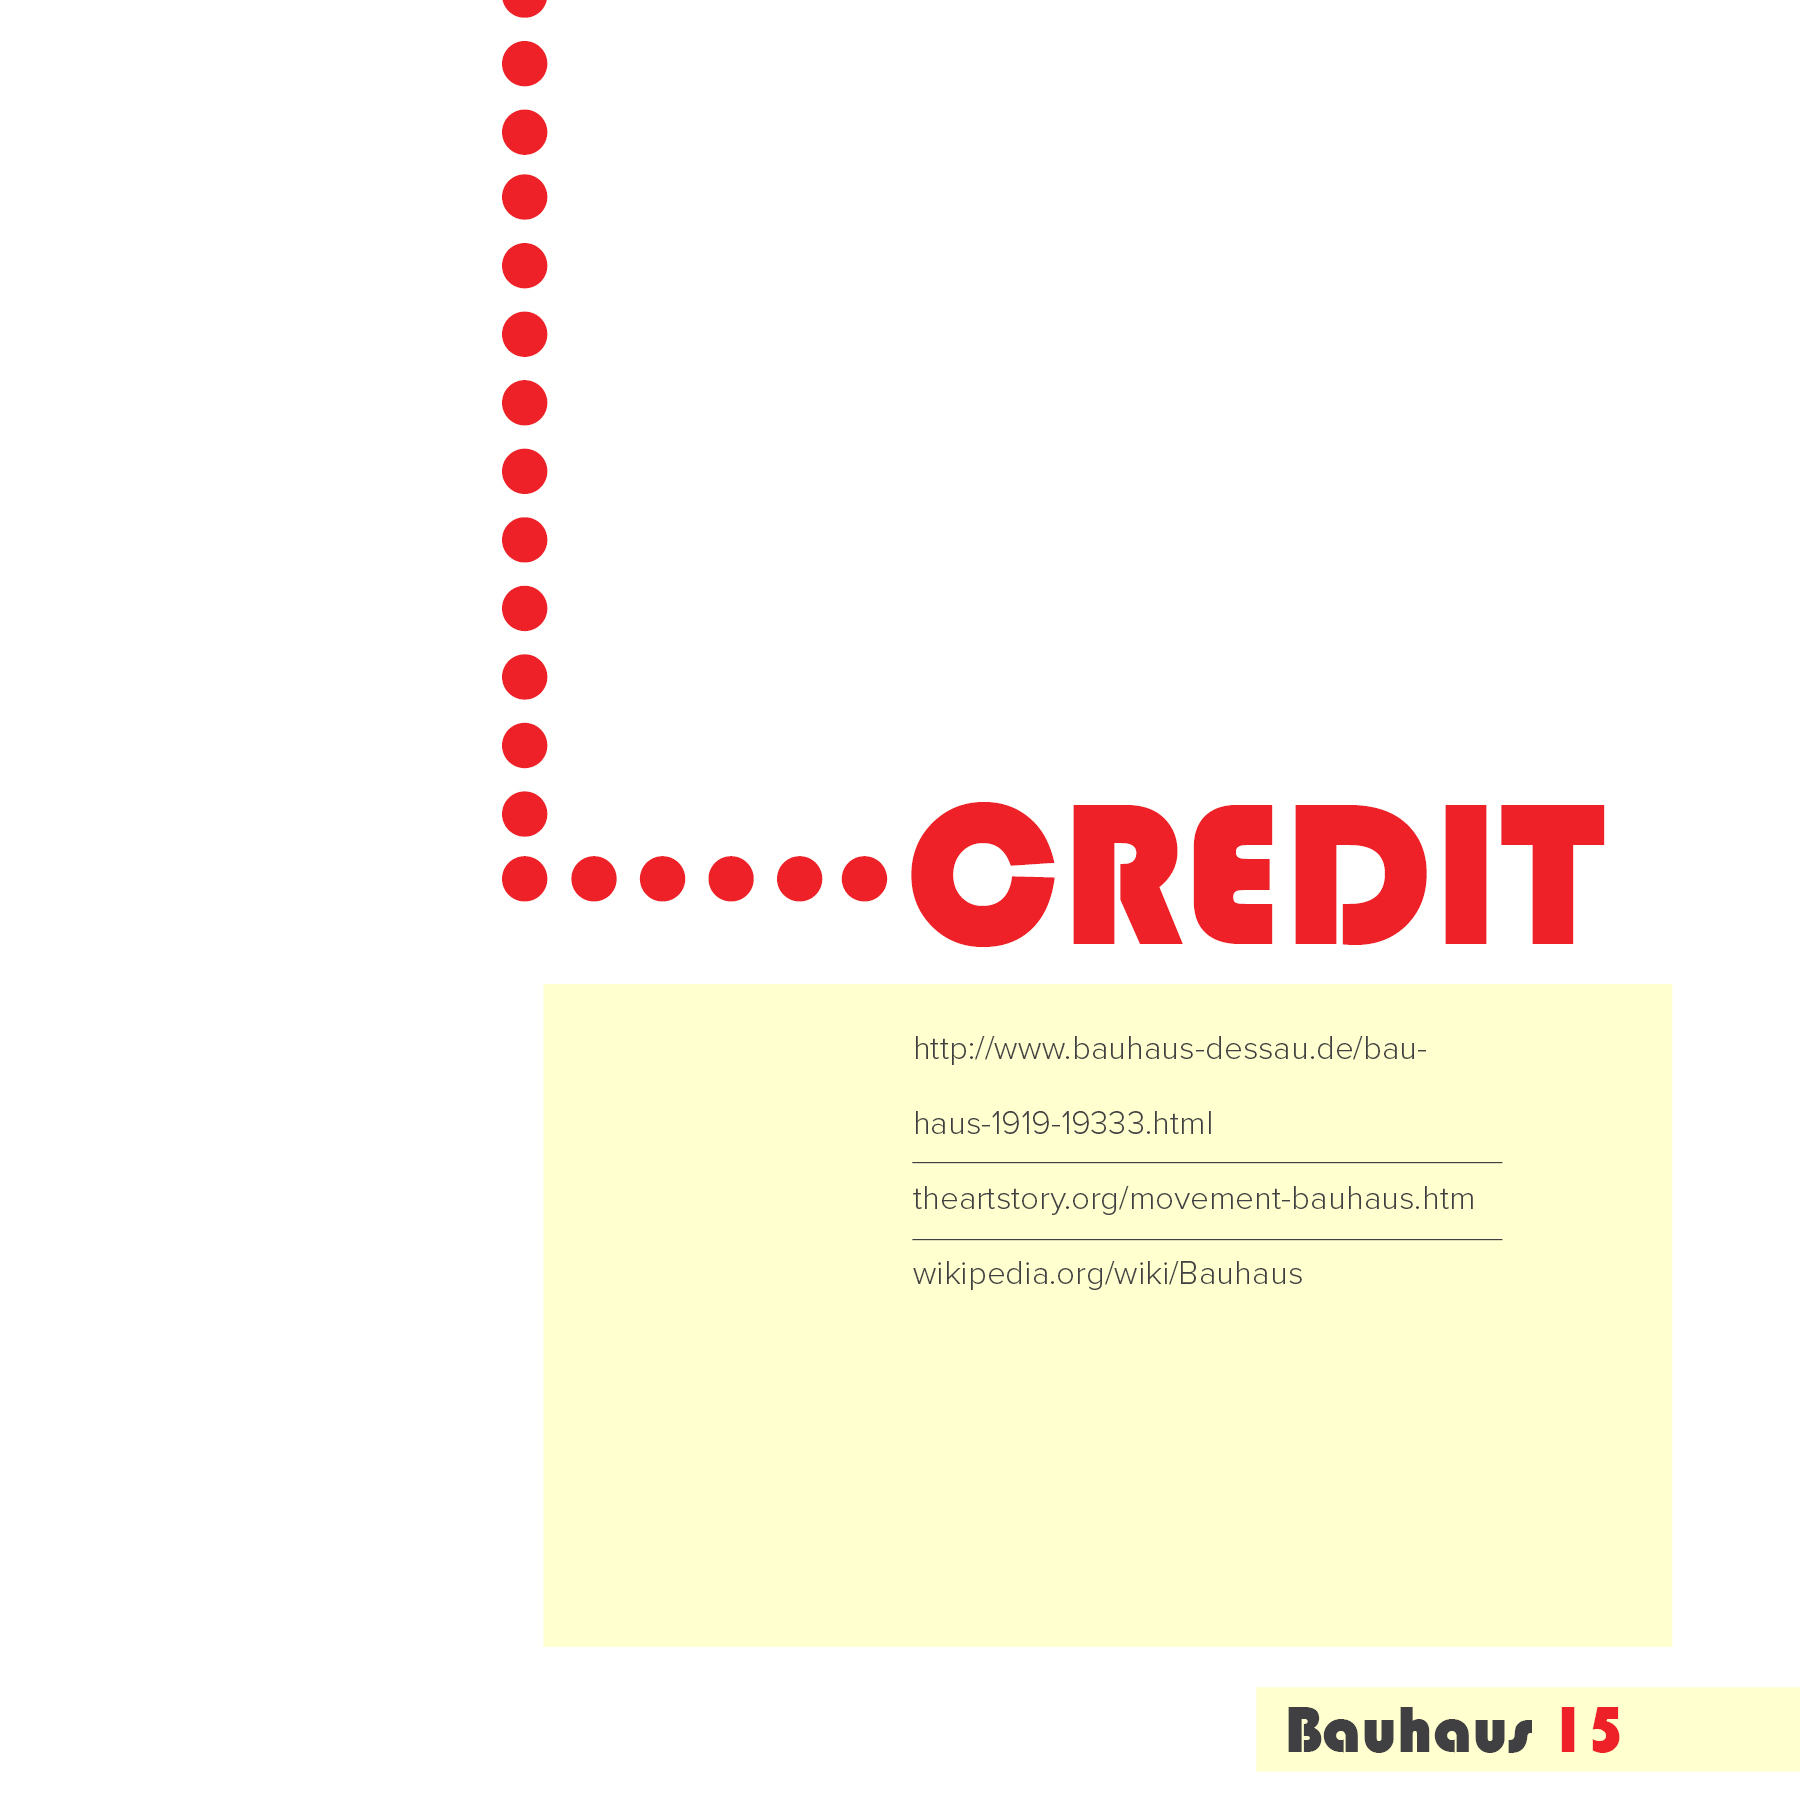 CREDIT
http://www.bauhaus-dessau.de/bau-
haus-1919-19333.html
theartstory.org/movement-bauhaus.htm
wikipedia.org/wiki/Bauhaus
Bauhaus 15